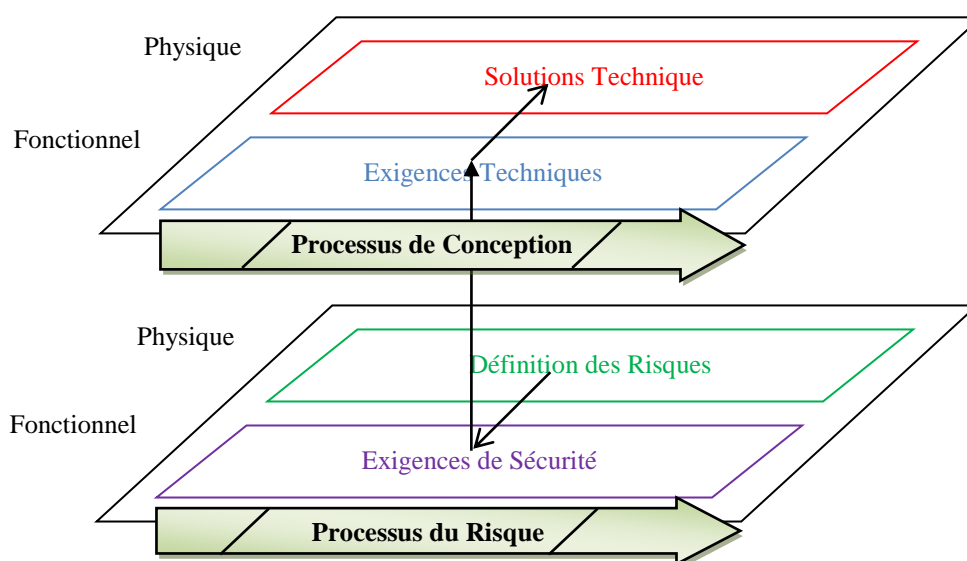 Physique
Solutions Technique
Fonctionnel
Exigences Techniques
Processus de Conception
Physique
Définition des Risques
Fonctionnel
Exigences de Sécurité
Processus du Risque